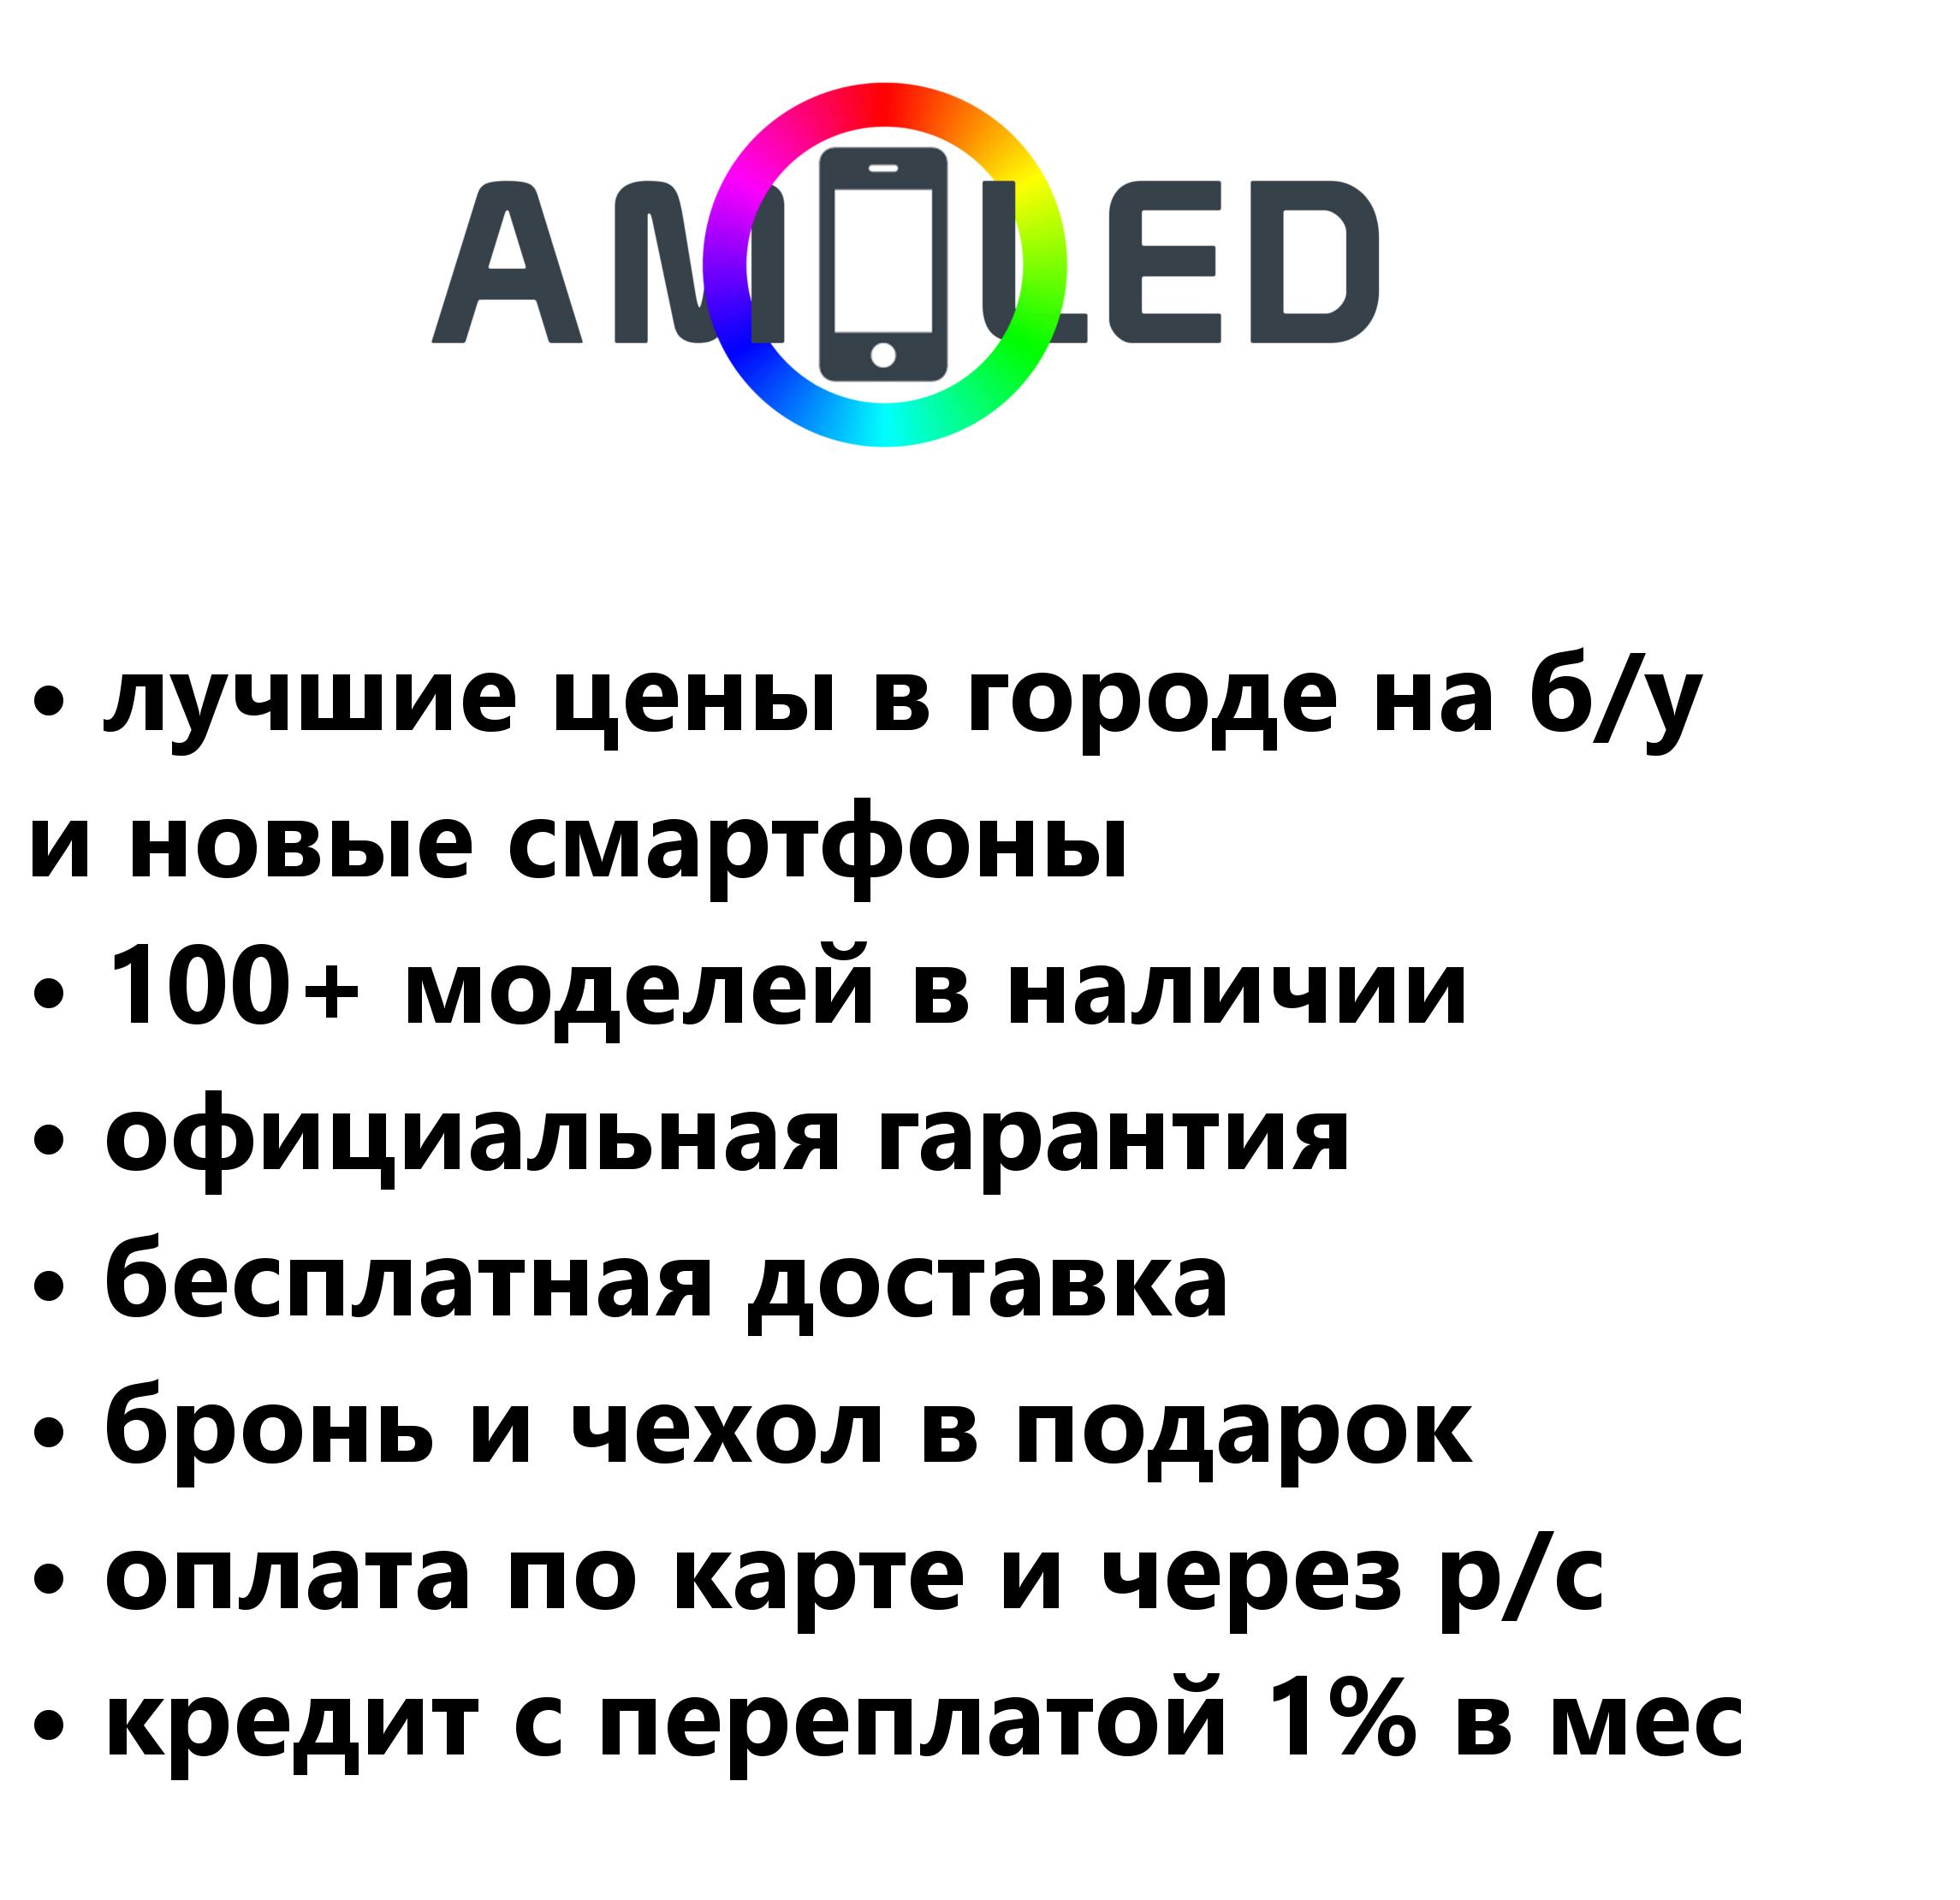 AMOLED
• лучшие цены в городе на б/у
и новые смартфоны
• 100+ моделей в наличии
• официальная гарантия
• бесплатная доставка
• бронь и чехол в подарок
• оплата по карте и через р/с
• кредит с переплатой 1% в мес